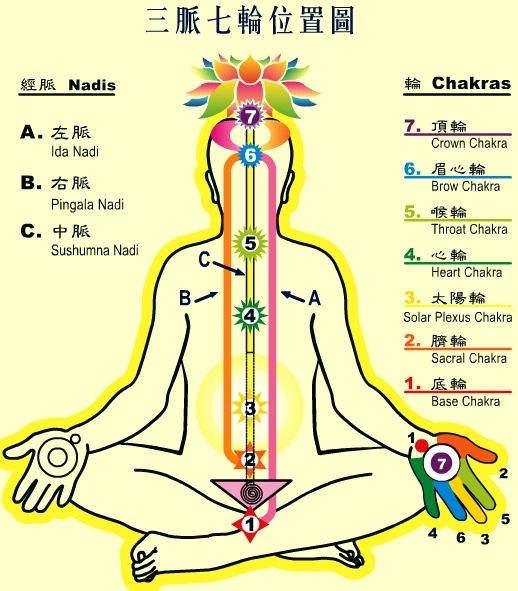 三脈七輪位置圖
經脈 Nadis
A. 左脈
Ida Nadi
B. 右脈
Pingala Nadi
C. 中脈
Sushumna Nadi
輪 Chakras
7. 頂輪
Crown Chakra
6. 眉心輪
Brow Chakra
5. 喉輪
Throat Chakra
4. 心輪
Heart Chakra
3. 太陽輪
Solar Plexus Chakra
2. 臍輪
Sacral Chakra
1. 底輪
Base Chakra
7
6
5
C
B
A
4
3
2
1
1
7
2
5
4
6
3